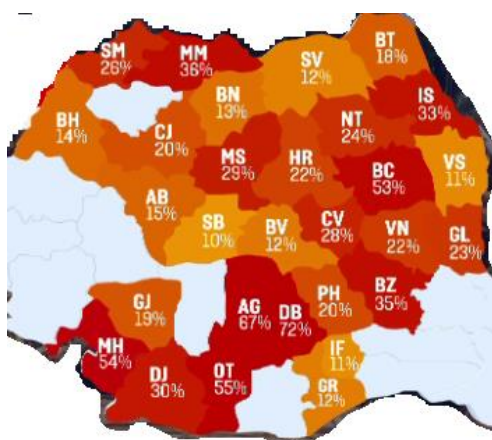 SM
26%
MM
36%
SV
12%
BT
18%
BH
14%
BN
13%
IS
33%
CJ
20%
NT
24%
MS
29%
HR
22%
BC
53%
VS
11%
AB
15%
SB
10%
BV
12%
CV
28%
VN
22%
GL
23%
GJ
19%
AG
67%
DB
72%
PH
20%
BZ
35%
MH
54%
DJ
30%
OT
55%
IF
11%
GR
12%